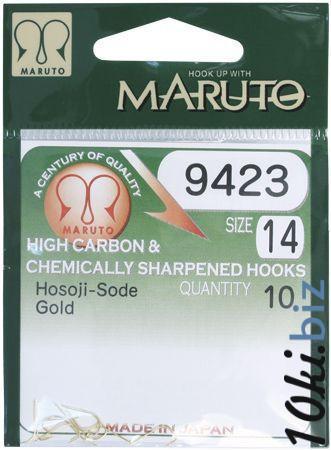 HOOK UP WITH
MARUTO
MARUTO
A CENTURY OF QUALITY
MARUTO
9423
SIZE 14
HIGH CARBON &
CHEMICALLY SHARPENED HOOKS
Hosoji-Sode
Gold
QUANTITY 10
MADE IN JAPAN
10ki.biz